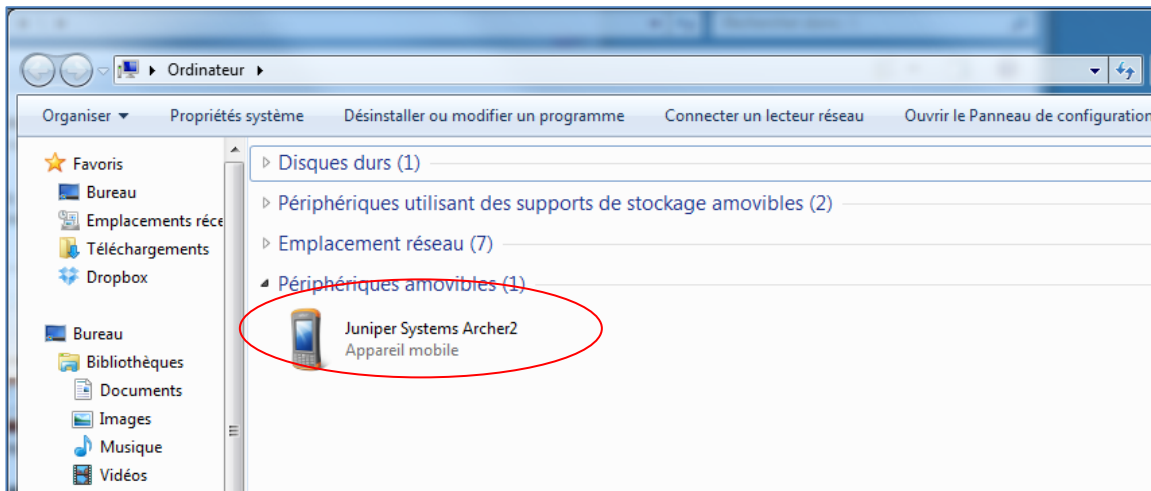 Ordinateur
Organiser
Propriétés système
Désinstaller ou modifier un programme
Connecter un lecteur réseau
Ouvrir le Panneau de configuration
Favoris
Bureau
Emplacements réce
Téléchargements
Dropbox
Bureau
Bibliothèques
Documents
Images
Musique
Vidéos
Disques durs (1)
Périphériques utilisant des supports de stockage amovibles (2)
Emplacement réseau (7)
Périphériques amovibles (1)
Juniper Systems Archer2
Appareil mobile